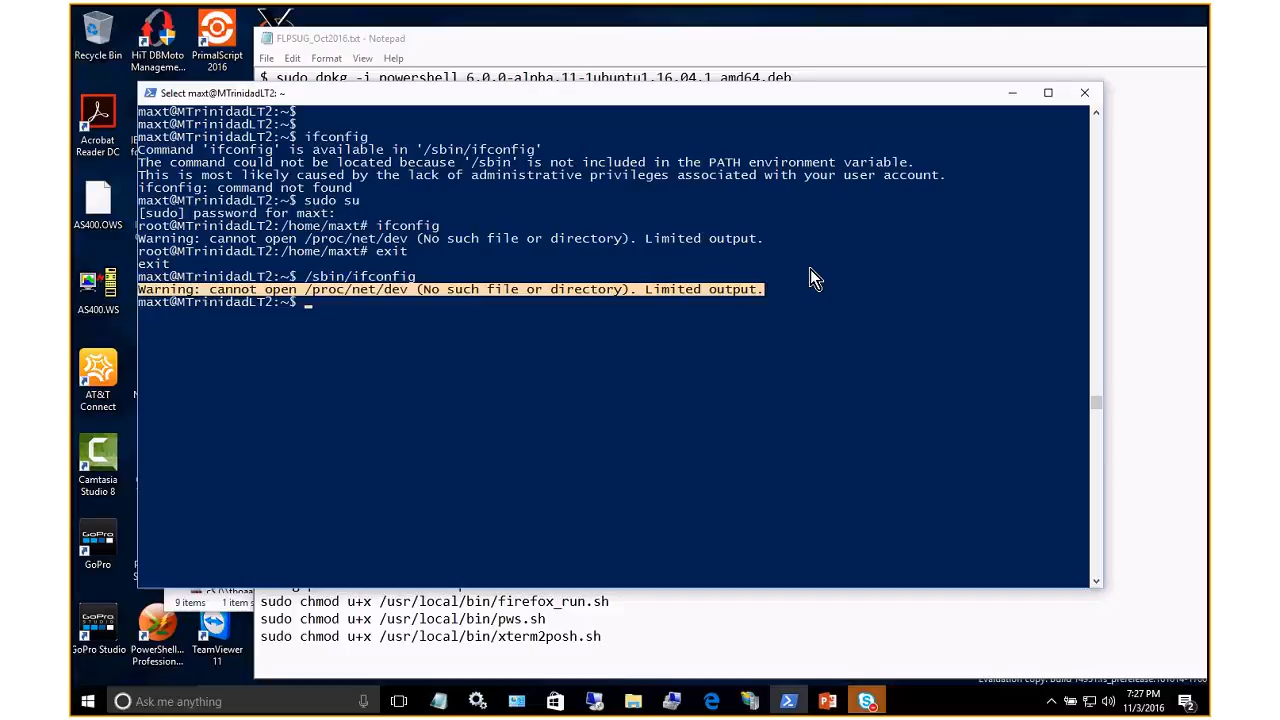 Recycle Bin
HiT DBMoto
Manageme...
PrimalScript
2016
Acrobat
Reader DC
AS400.OWS
AS400.WS
AT&T
Connect
Camtasia
Studio 8
GoPro
GoPro Studio
PowerShell...
Profession...
TeamViewer
11
FLPSUG_Oct2016.txt - Notepad
File Edit Format View Help
$ sudo dpkg -i powershell_6.0.0-alpha.11-1ubuntu1.16.04.1_amd64.deb
Select maxt@MTrinidadLT2: ~
maxt@MTrinidadLT2:~$
maxt@MTrinidadLT2:~$
maxt@MTrinidadLT2:~$ ifconfig
Command 'ifconfig' is available in '/sbin/ifconfig'
The command could not be located because '/sbin' is not included in the PATH environment variable.
This is most likely caused by the lack of administrative privileges associated with your user account.
ifconfig: command not found
maxt@MTrinidadLT2:~$ sudo su
[sudo] password for maxt:
root@MTrinidadLT2:/home/maxt# ifconfig
Warning: cannot open /proc/net/dev (No such file or directory). Limited output.
root@MTrinidadLT2:/home/maxt# exit
exit
maxt@MTrinidadLT2:~$ /sbin/ifconfig
Warning: cannot open /proc/net/dev (No such file or directory). Limited output.
maxt@MTrinidadLT2:~$ _
9 items 1 item s
sudo chmod u+x /usr/local/bin/firefox_run.sh
sudo chmod u+x /usr/local/bin/pws.sh
sudo chmod u+x /usr/local/bin/xterm2posh.sh
Ask me anything
7:27 PM
11/3/2016
2